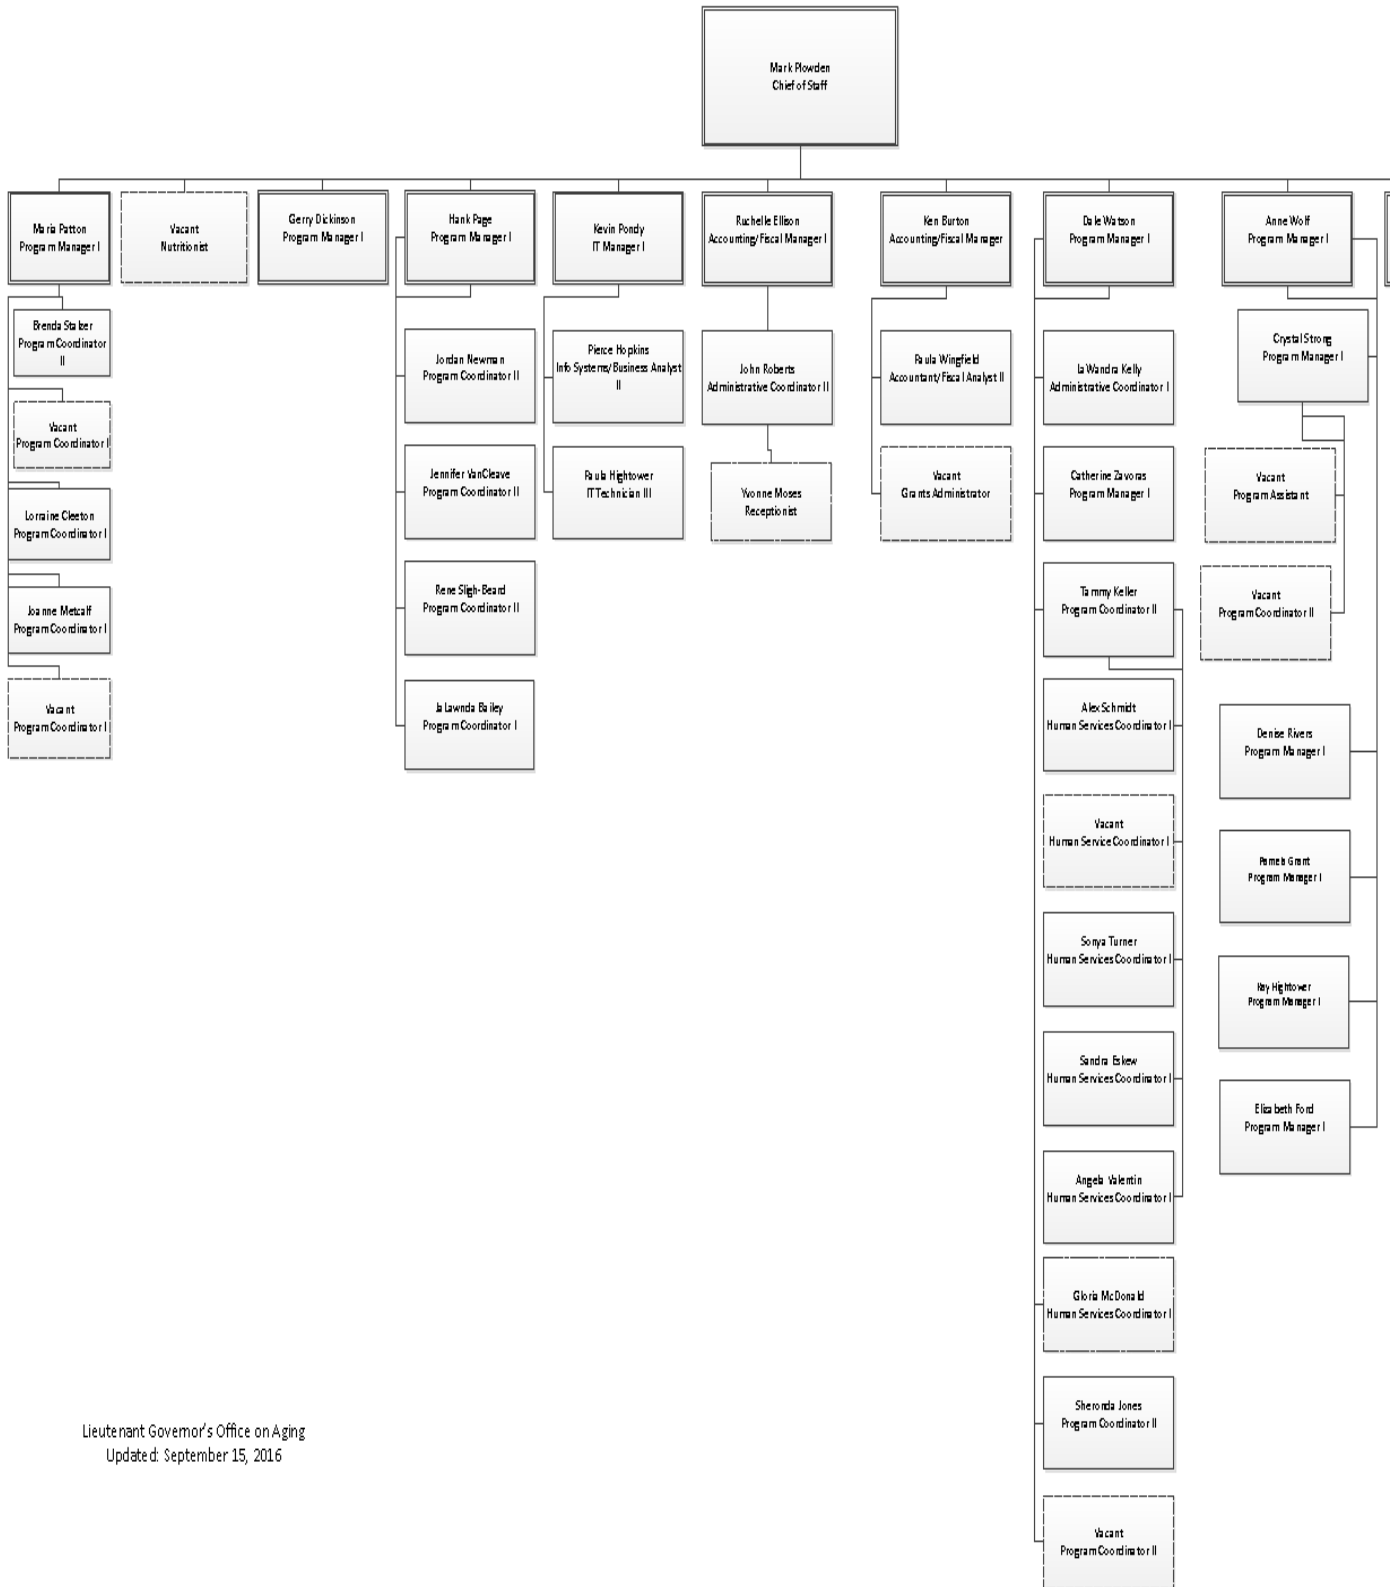 Mark Plowden
Chief of Staff
Maria Patton
Program Manager I
Vacant
Nutritionist
Gerry Dickinson
Program Manager I
Hank Page
Program Manager I
Kevin Pondy
IT Manager I
Ruchelle Ellison
Accounting/Fiscal Manager I
Ken Burton
Accounting/Fiscal Manager
Dale Watson
Program Manager I
Anne Wolf
Program Manager I
Brenda Stalzer
Program Coordinator
II
Vacant
Program Coordinator I
Lorraine Cleeton
Program Coordinator I
Joanne Metcalf
Program Coordinator I
Vacant
Program Coordinator I
Jordan Newman
Program Coordinator II
Jennifer VanCleave
Program Coordinator II
Rene Sligh-Beard
Program Coordinator II
JaLawnda Bailey
Program Coordinator I
Pierce Hopkins
Info Systems/Business Analyst
II
Paula Hightower
IT Technician III
John Roberts
Administrative Coordinator II
Yvonne Moses
Receptionist
Paula Wingfield
Accountant/Fiscal Analyst II
Vacant
Grants Administrator
LaWandra Kelly
Administrative Coordinator I
Catherine Zavoras
Program Manager I
Tammy Keller
Program Coordinator II
Alex Schmidt
Human Services Coordinator I
Vacant
Human Service Coordinator I
Sonya Turner
Human Services Coordinator I
Sandra Eskew
Human Services Coordinator I
Angela Valentin
Human Services Coordinator I
Gloria McDonald
Human Services Coordinator I
Sheronda Jones
Program Coordinator II
Vacant
Program Coordinator II
Crystal Strong
Program Manager I
Vacant
Program Assistant
Vacant
Program Coordinator II
Denise Rivers
Program Manager I
Pamela Grant
Program Manager I
Ray Hightower
Program Manager I
Elizabeth Ford
Program Manager I
Lieutenant Governor's Office on Aging
Updated: September 15, 2016